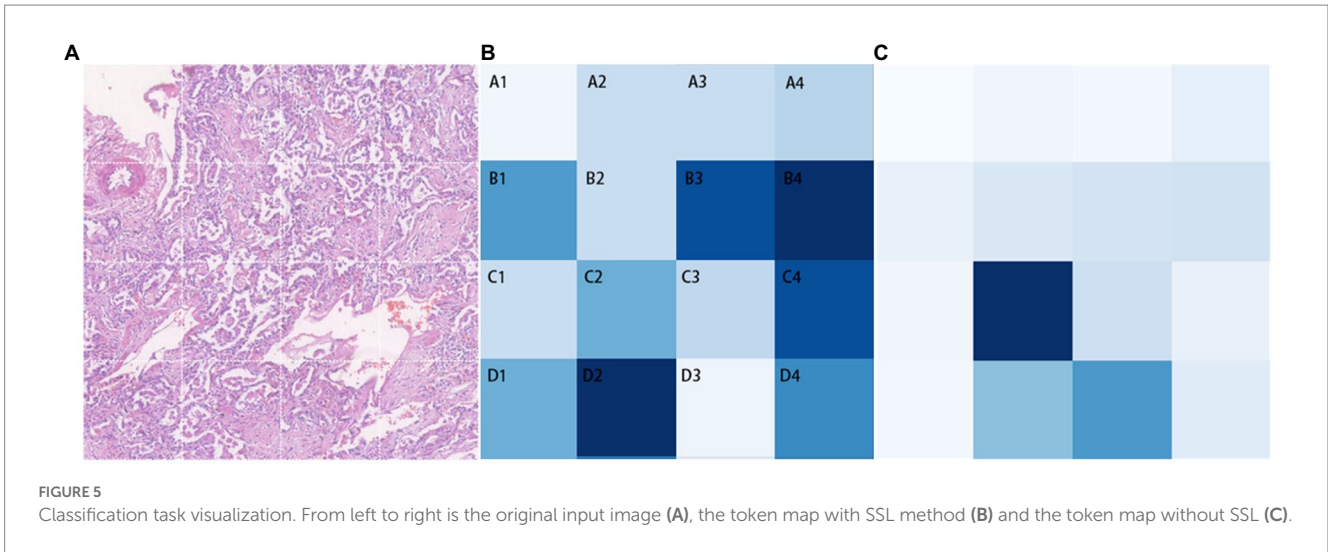 A B C
A1 A2 A3 A4
B1 B2 B3 B4
C1 C2 C3 C4
D1 D2 D3 D4
FIGURE 5
Classification task visualization. From left to right is the original input image (A), the token map with SSL method (B) and the token map without SSL (C).